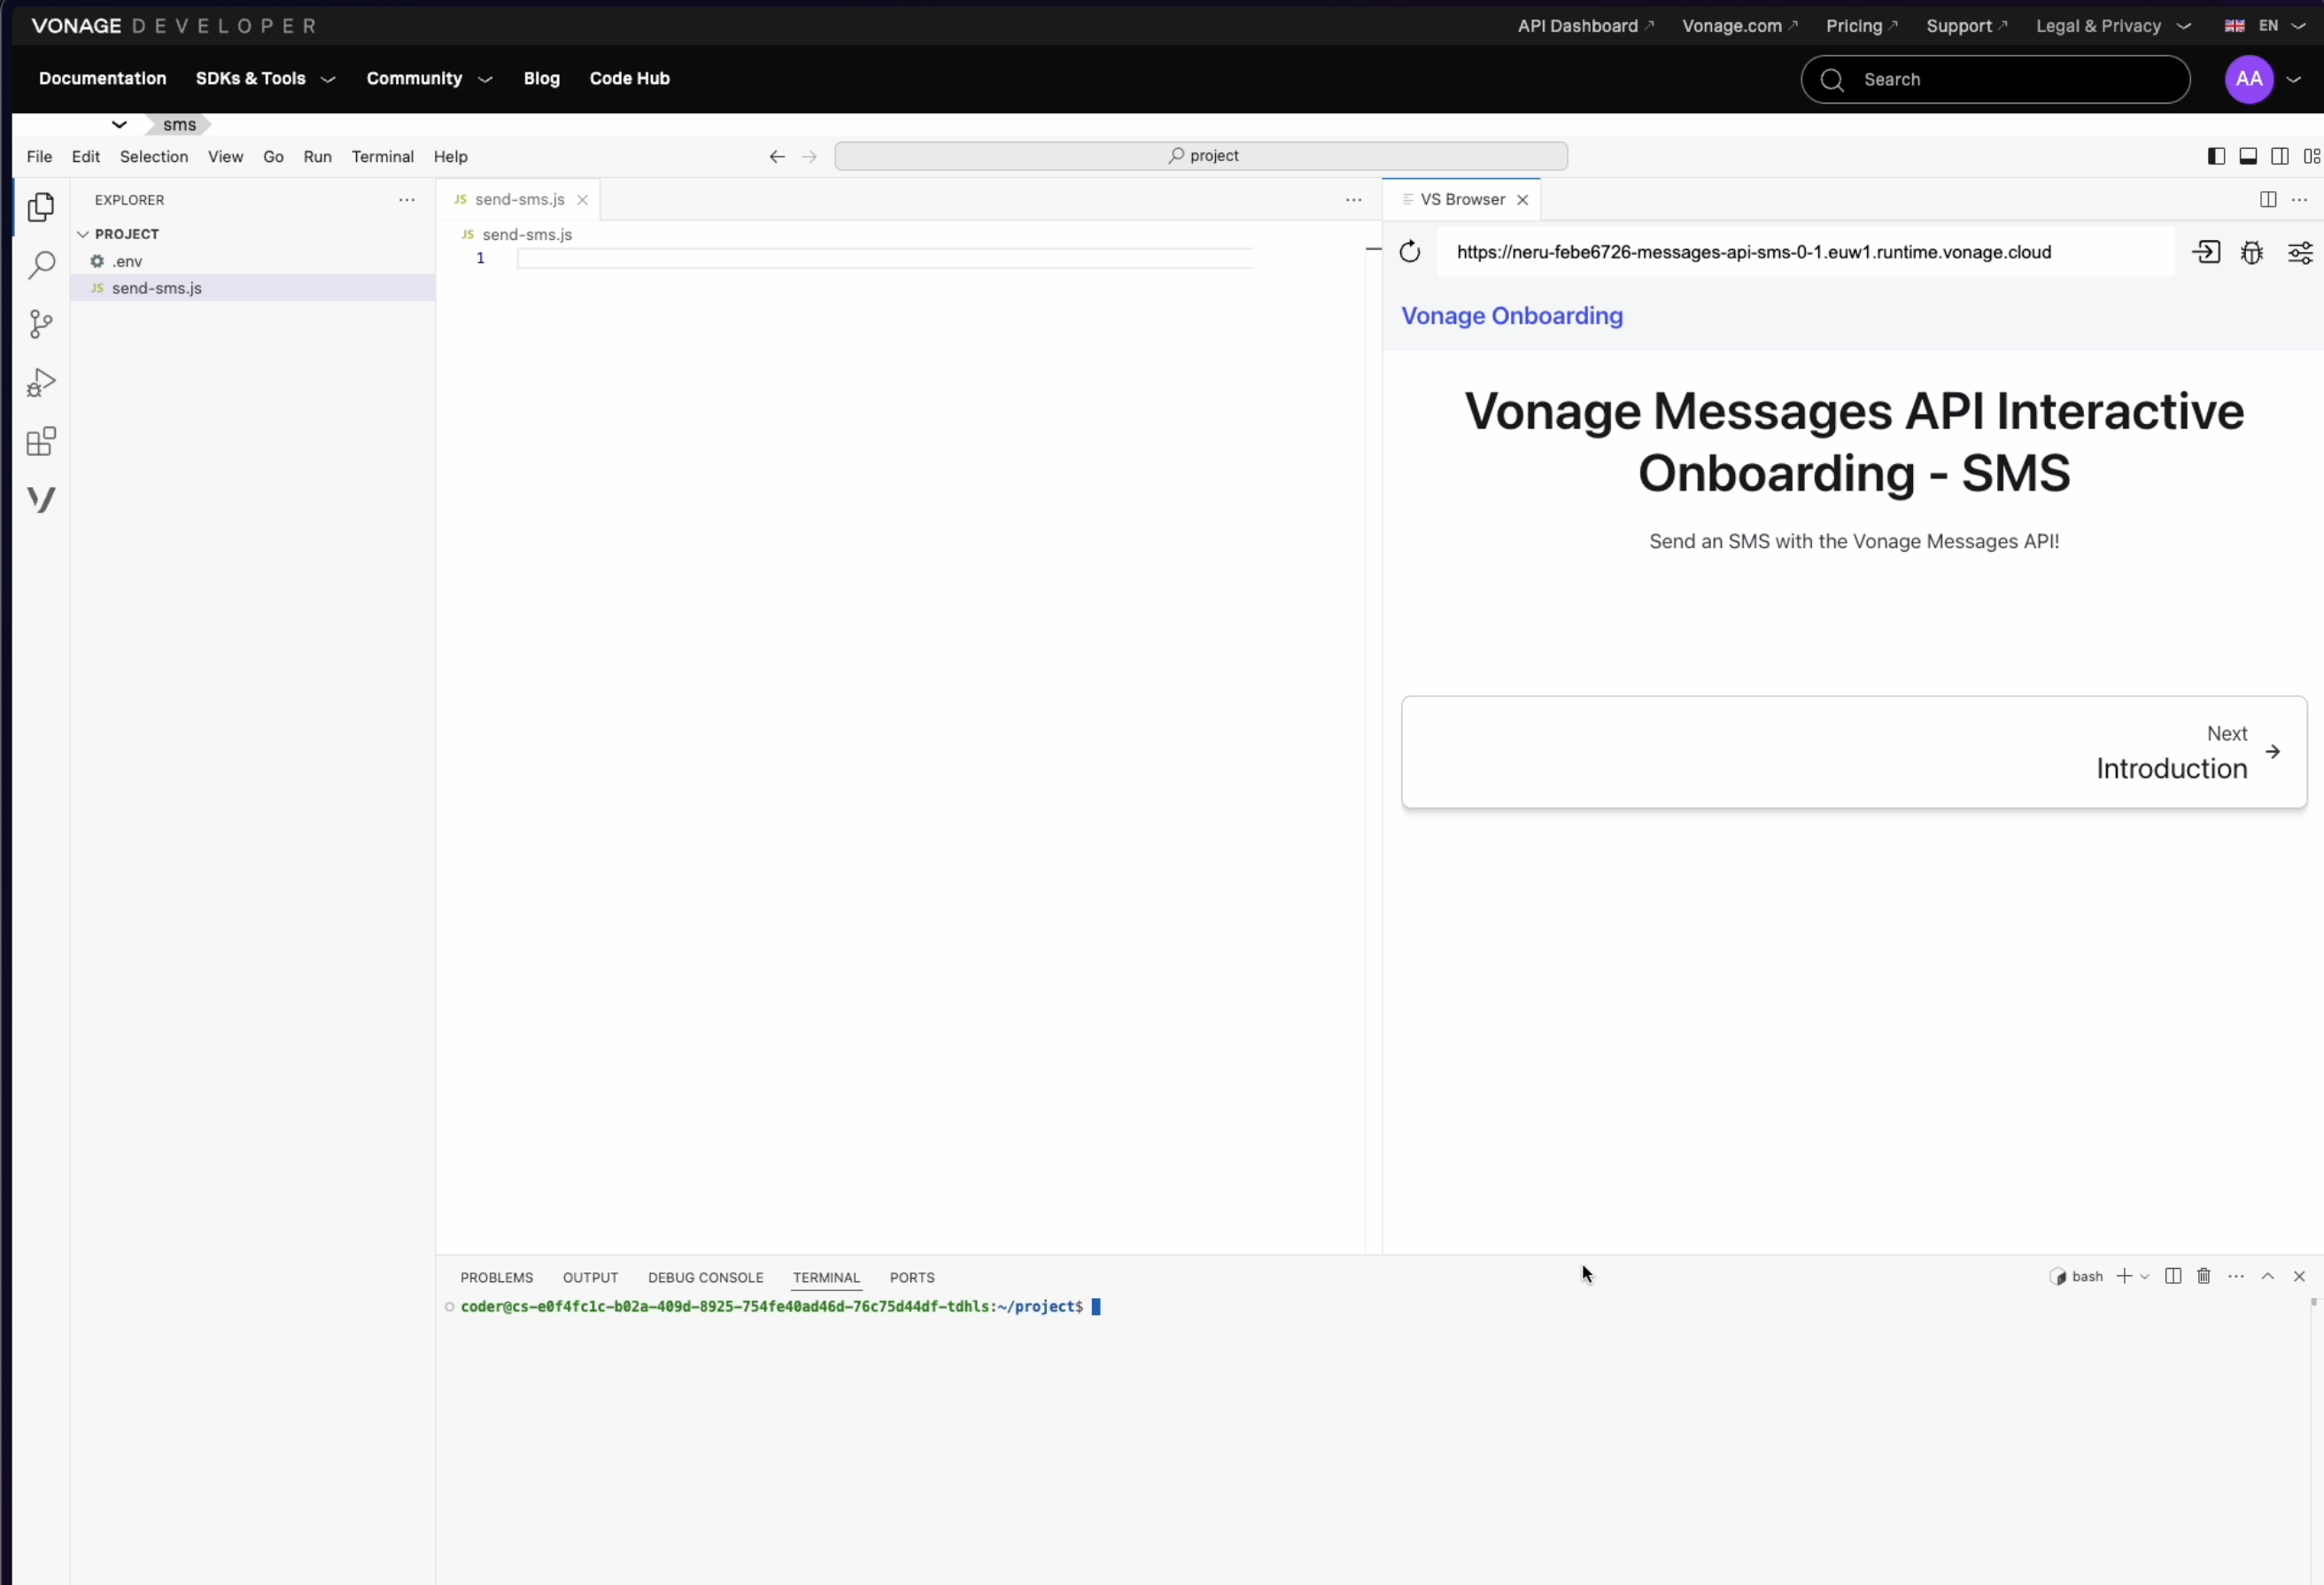 VONAGE DEVELOPER
API Dashboard Vonage.com Pricing Support Legal & Privacy EN
Documentation SDKs & Tools Community Blog Code Hub
Search
AA
sms
File Edit Selection View Go Run Terminal Help
project
EXPLORER
PROJECT
.env
JS send-sms.js
JS send-sms.js
JS send-sms.js
1
VS Browser
https://neru-febe6726-messages-api-sms-0-1.euw1.runtime.vonage.cloud
Vonage Onboarding
Vonage Messages API Interactive
Onboarding - SMS
Send an SMS with the Vonage Messages API!
Next
Introduction
PROBLEMS OUTPUT DEBUG CONSOLE TERMINAL PORTS
bash
coder@cs-e0f4fc1c-b02a-409d-8925-754fe40ad46d-76c75d44df-tdhls:~/project$